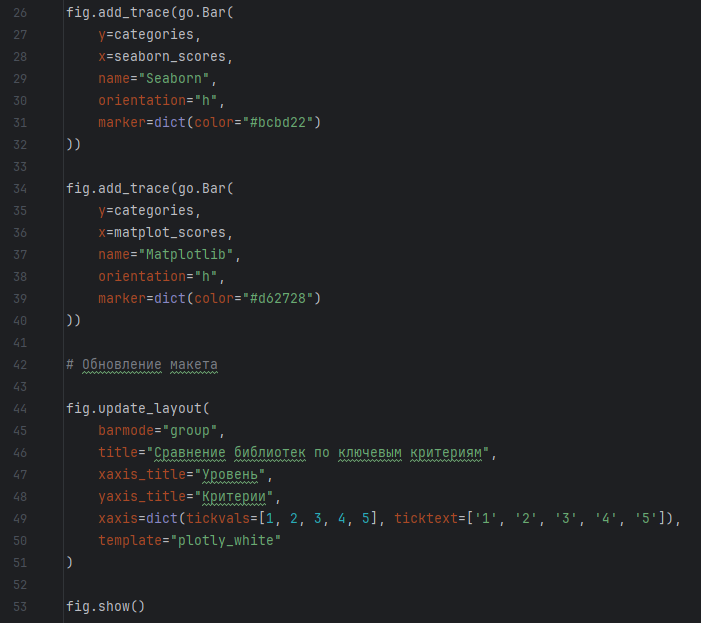 26 fig.add_trace(go.Bar(
27     y=categories,
28     x=seaborn_scores,
29     name="Seaborn",
30     orientation="h",
31     marker=dict(color="#bcbd22")
32 ))
33
34 fig.add_trace(go.Bar(
35     y=categories,
36     x=matplot_scores,
37     name="Matplotlib",
38     orientation="h",
39     marker=dict(color="#d62728")
40 ))
41
42 # Обновление макета
43
44 fig.update_layout(
45     barmode="group",
46     title="Сравнение библиотек по ключевым критериям",
47     xaxis_title="Уровень",
48     yaxis_title="Критерии",
49     xaxis=dict(tickvals=[1, 2, 3, 4, 5], ticktext=['1', '2', '3', '4', '5']),
50     template="plotly_white"
51 )
52
53 fig.show()